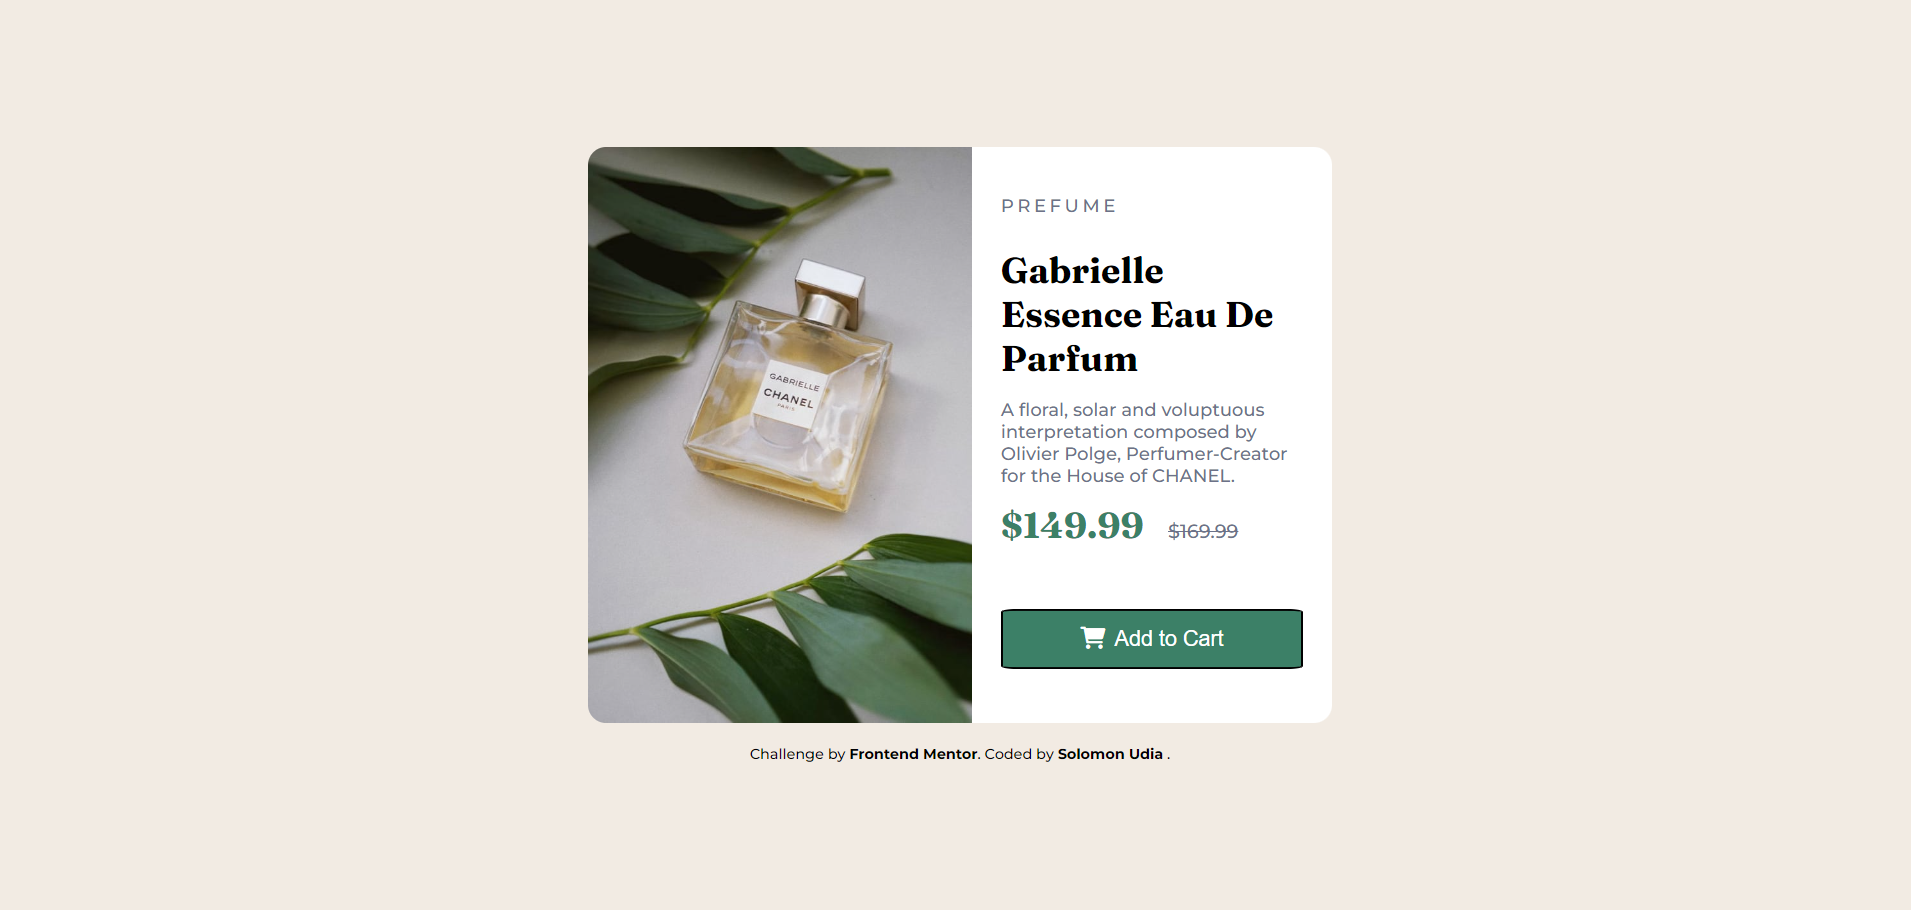 PREFUME
Gabrielle
Essence Eau De
Parfum
GABRIELLE
CHANEL
PARIS
A floral, solar and voluptuous
interpretation composed by
Olivier Polge, Perfumer-Creator
for the House of CHANEL.
$149.99 $169.99
Add to Cart
Challenge by Frontend Mentor. Coded by Solomon Udia .